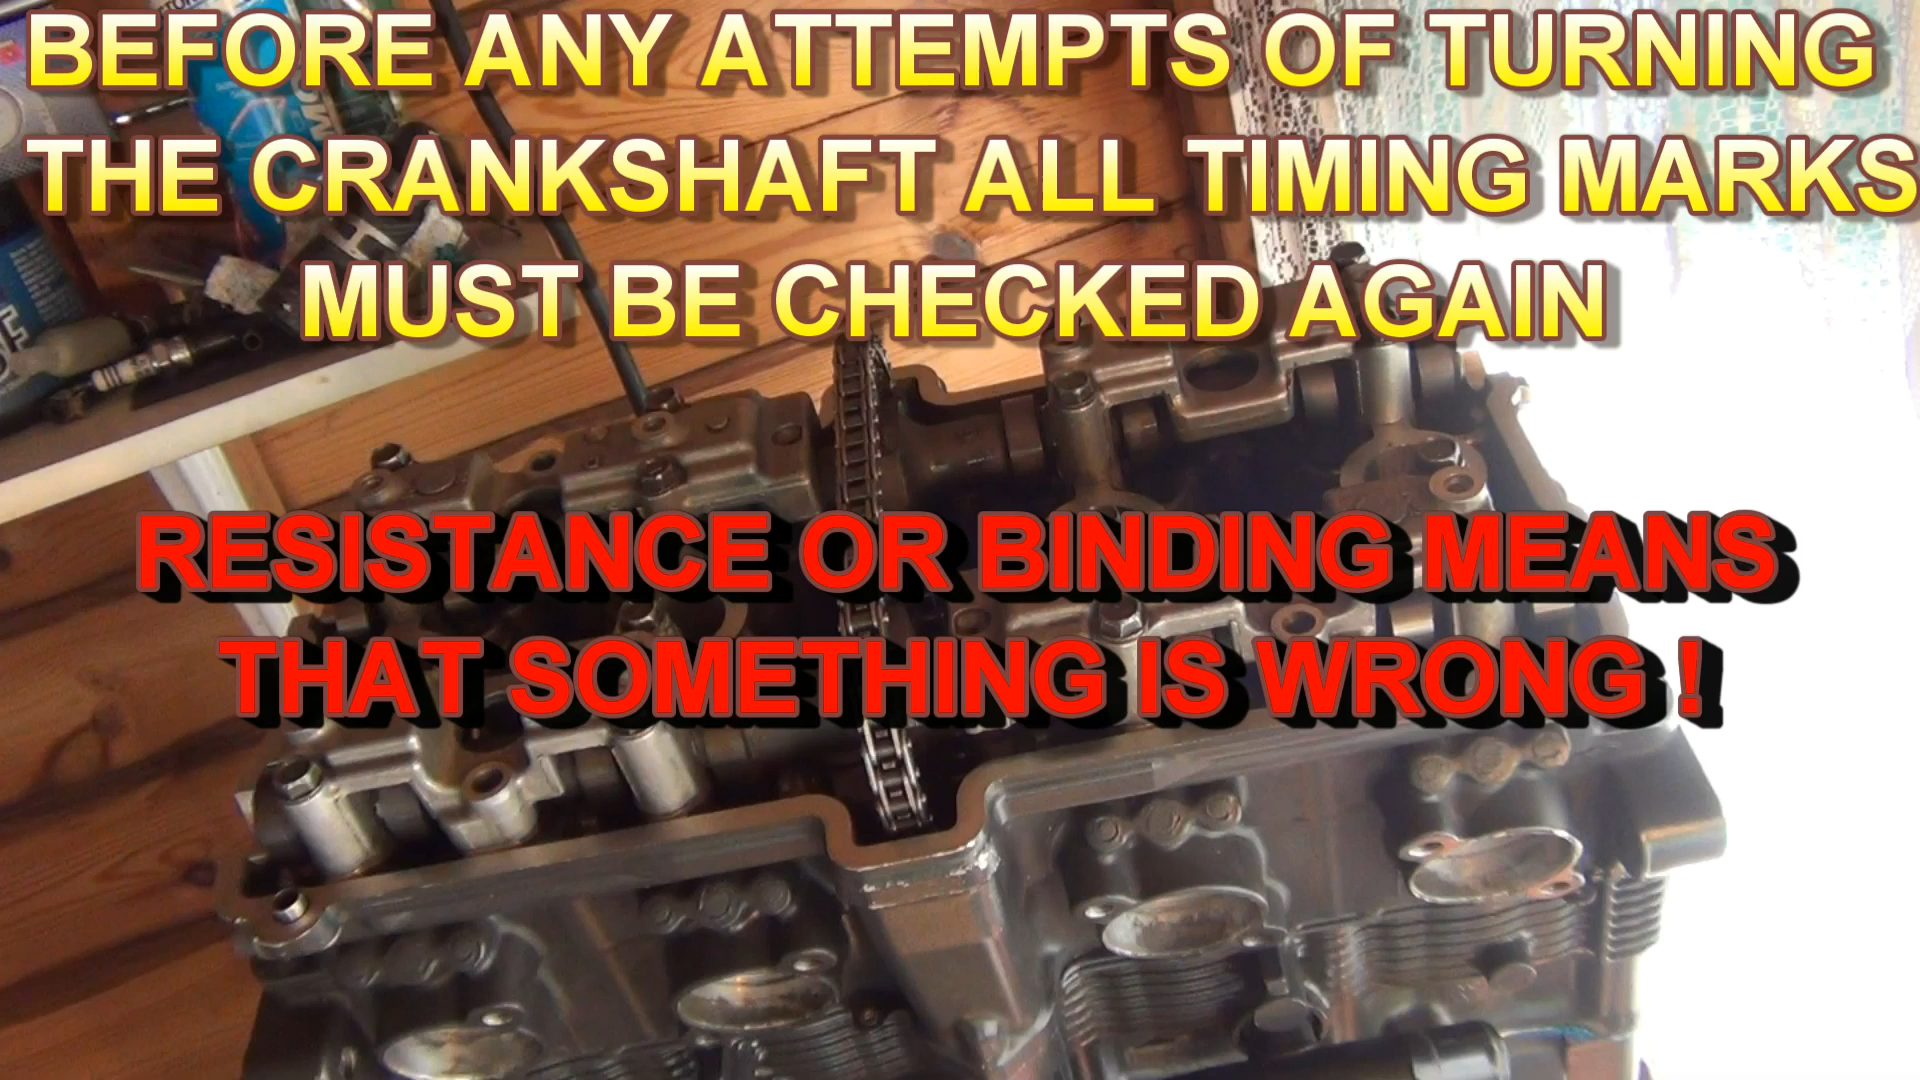 BEFORE ANY ATTEMPTS OF TURNING
THE CRANKSHAFT ALL TIMING MARKS
MUST BE CHECKED AGAIN
RESISTANCE OR BINDING MEANS
THAT SOMETHING IS WRONG !